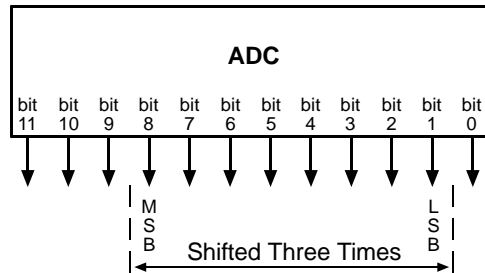 ADC
bit bit bit bit bit bit bit bit bit bit bit bit
11 10 9 8 7 6 5 4 3 2 1 0
MSB LSB
Shifted Three Times